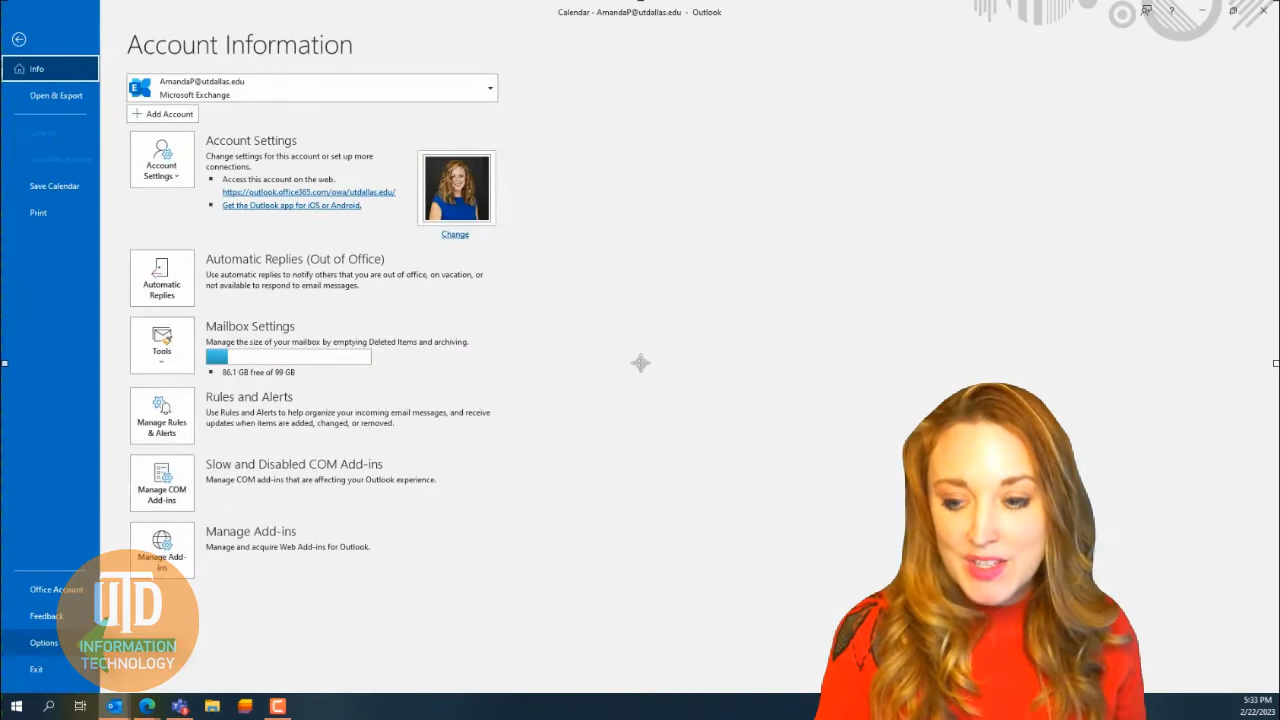 Calendar - AmandaP@utdallas.edu - Outlook
?
Account Information
Info
Open & Export
Save As
Save Attachments
Save Calendar
Print
AmandaP@utdallas.edu
Microsoft Exchange
Add Account
Account Settings
Account Settings
Change settings for this account or set up more
connections.
Access this account on the web.
https://outlook.office365.com/owa/utdallas.edu/
Get the Outlook app for iOS or Android.
Change
Automatic Replies
Automatic Replies (Out of Office)
Use automatic replies to notify others that you are out of office, on vacation, or
not available to respond to email messages.
Tools
Mailbox Settings
Manage the size of your mailbox by emptying Deleted Items and archiving.
86.1 GB free of 99 GB
Manage Rules & Alerts
Rules and Alerts
Use Rules and Alerts to help organize your incoming email messages, and receive
updates when items are added, changed, or removed.
Manage COM Add-ins
Slow and Disabled COM Add-ins
Manage COM add-ins that are affecting your Outlook experience.
Manage Add-ins
Manage Add-ins
Manage and acquire Web Add-ins for Outlook.
Office Account
Feedback
Options
Exit
UTD
INFORMATION
TECHNOLOGY
5:33 PM
2/22/2023